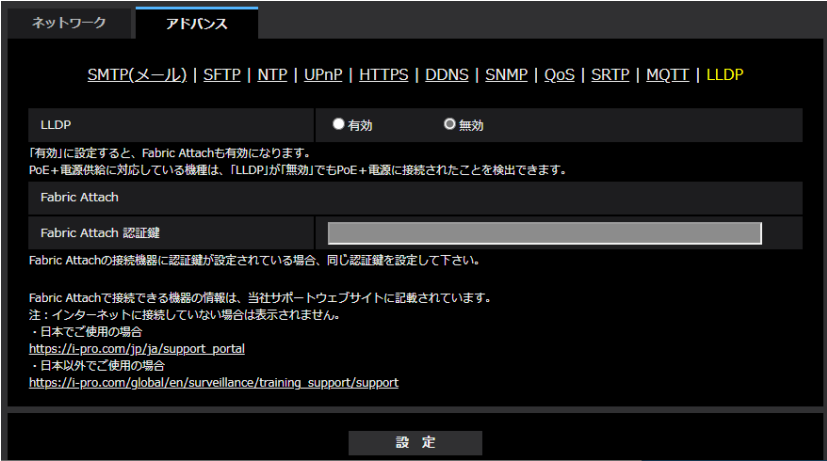 ネットワーク アドバンス
SMTP(メール) | SFTP | NTP | UPnP | HTTPS | DDNS | SNMP | QoS | SRTP | MQTT | LLDP
LLDP 有効 無効
「有効」に設定すると、Fabric Attachも有効になります。
PoE+電源供給に対応している機種は、「LLDP」が「無効」でもPoE+電源に接続されたことを検出できます。
Fabric Attach
Fabric Attach 認証鍵
Fabric Attachの接続機器に認証鍵が設定されている場合、同じ認証鍵を設定して下さい。
Fabric Attachで接続できる機器の情報は、当社サポートウェブサイトに記載されています。
注：インターネットに接続していない場合は表示されません。
・日本でご使用の場合
https://i-pro.com/jp/ja/support_portal
・日本以外でご使用の場合
https://i-pro.com/global/en/surveillance/training_support/support
設 定